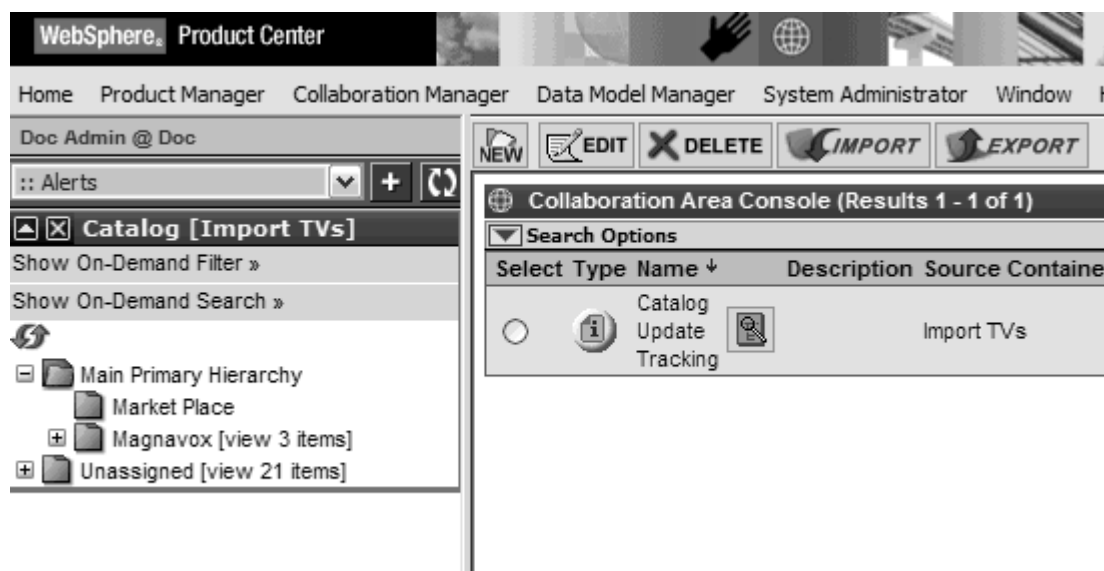 WebSphere® Product Center
Home Product Manager Collaboration Manager Data Model Manager System Administrator Window
Doc Admin @ Doc
:: Alerts
Catalog [Import TVs]
Show On-Demand Filter »
Show On-Demand Search »
Main Primary Hierarchy
Market Place
Magnavox [view 3 items]
Unassigned [view 21 items]
NEW EDIT DELETE IMPORT EXPORT
Collaboration Area Console (Results 1 - 1 of 1)
Search Options
Select Type Name Description Source Containe
Catalog
Update
Tracking
Import TVs